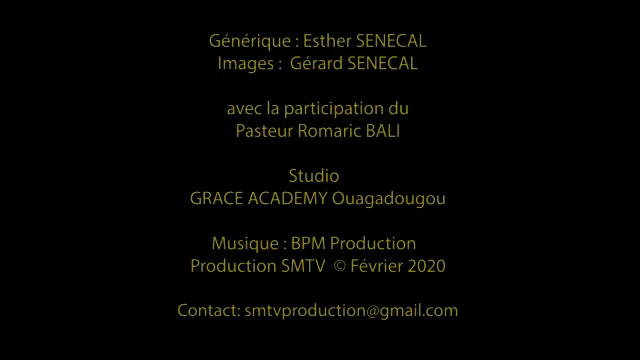 Générique : Esther SENECAL
Images :  Gérard SENECAL
avec la participation du
Pasteur Romaric BALI
Studio
GRACE ACADEMY Ouagadougou
Musique : BPM Production
Production SMTV  © Février 2020
Contact: smtvproduction@gmail.com